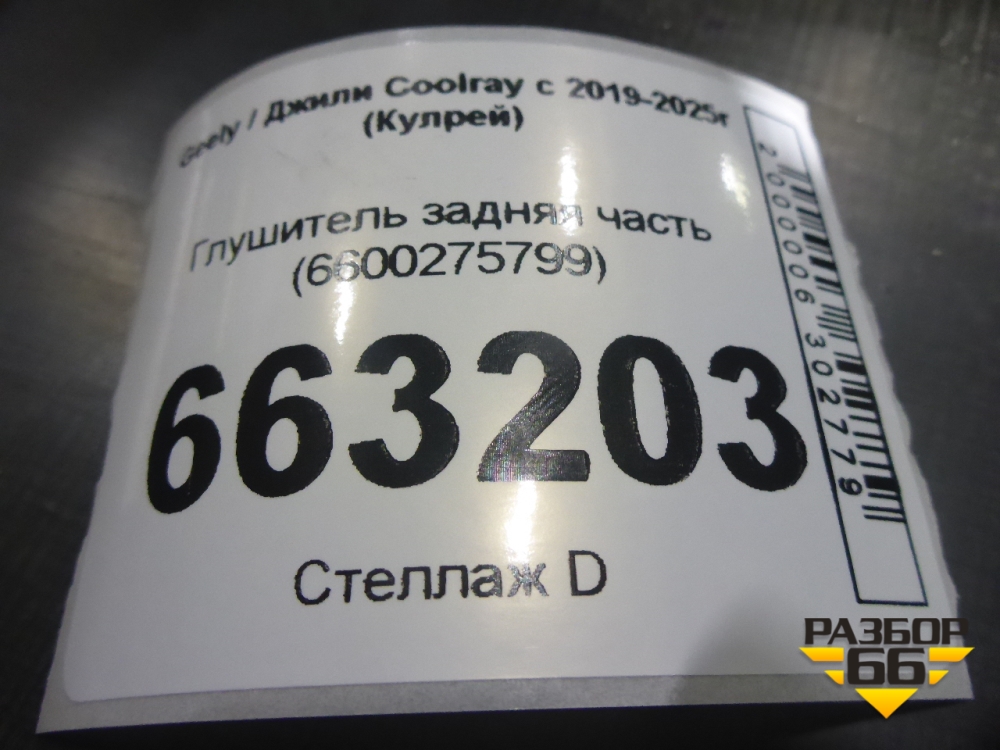 Geely / Джили Coolray с 2019-2025г
(Кулрей)
Глушитель задняя часть
(6600275799)
663203
Стеллаж D
2000006302779
РАЗБОР
66